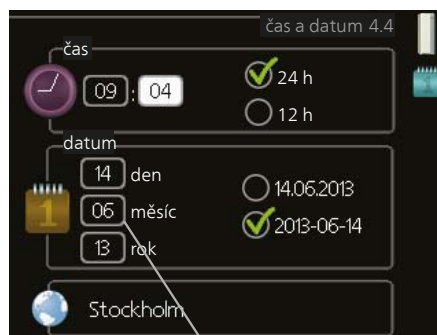 čas a datum 4.4
čas
09 : 04
24 h
12 h
datum
14 den
06 měsíc
13 rok
14.06.2013
2013-06-14
1
Stockholm